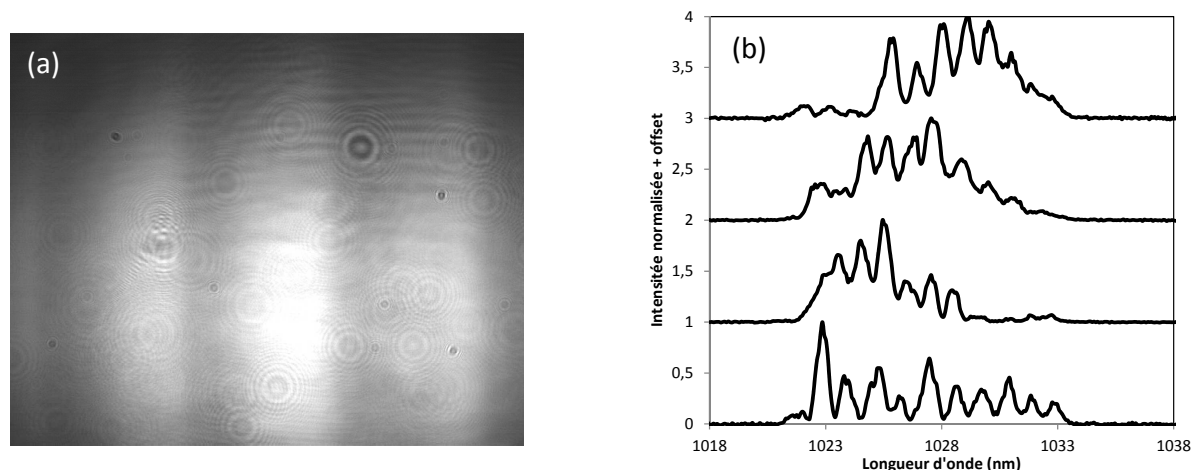 (a)
(b)
Intensitée normalisée + offset
4
3,5
3
2,5
2
1,5
1
0,5
0
1018 1023 1028 1033 1038
Longueur d'onde (nm)